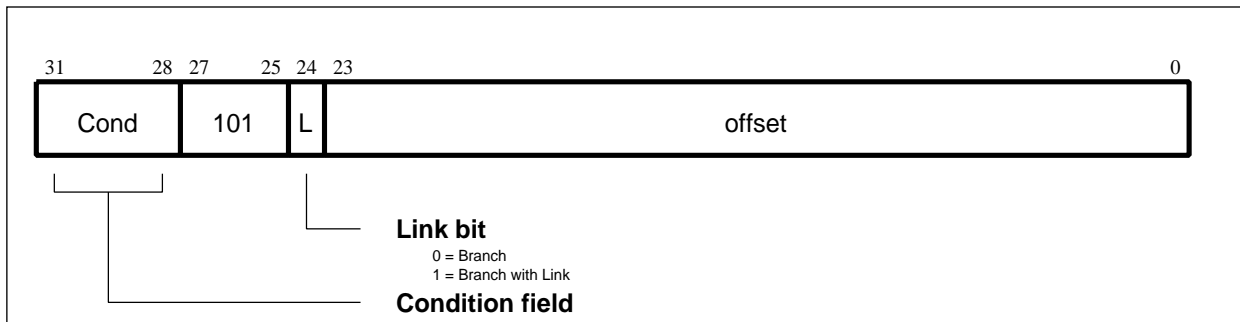 31 28 27 25 24 23 0
Cond 101 L offset
Link bit
0 = Branch
1 = Branch with Link
Condition field